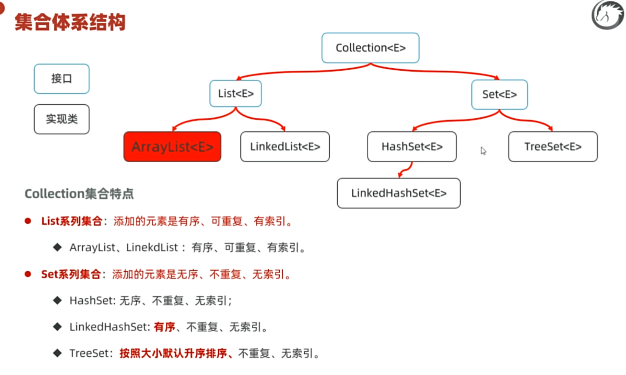 集合体系结构
Collection<E>
接口
List<E>
Set<E>
实现类
ArrayList<E>
LinkedList<E>
HashSet<E>
TreeSet<E>
LinkedHashSet<E>
Collection集合特点
List系列集合：添加的元素是有序、可重复、有索引。
ArrayList、LinekdList ：有序、可重复、有索引。
Set系列集合：添加的元素是无序、不重复、无索引。
HashSet: 无序、不重复、无索引；
LinkedHashSet: 有序、不重复、无索引。
TreeSet：按照大小默认升序排序、不重复、无索引。